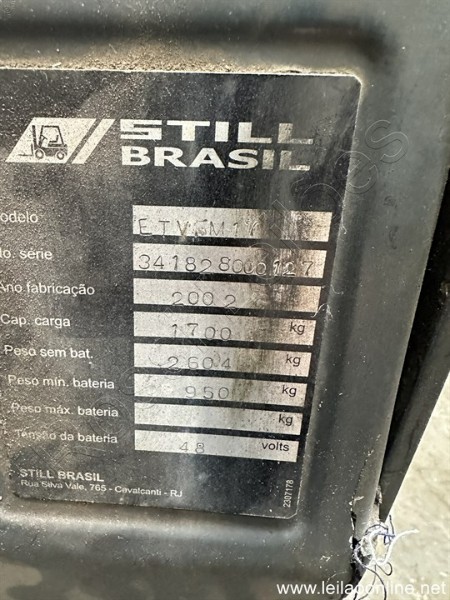 STILL
BRASIL
odelo
No. série
341828000127
Ano fabricação 2002
Cap. carga 1700 kg
Peso sem bat. 2604 kg
Peso mín. bateria 950 kg
Peso máx. bateria kg
Tensão da bateria 48 volts
STILL BRASIL
Rua Silva Vale, 765 - Cavalcanti - RJ
2307178
www.leilaoonline.net